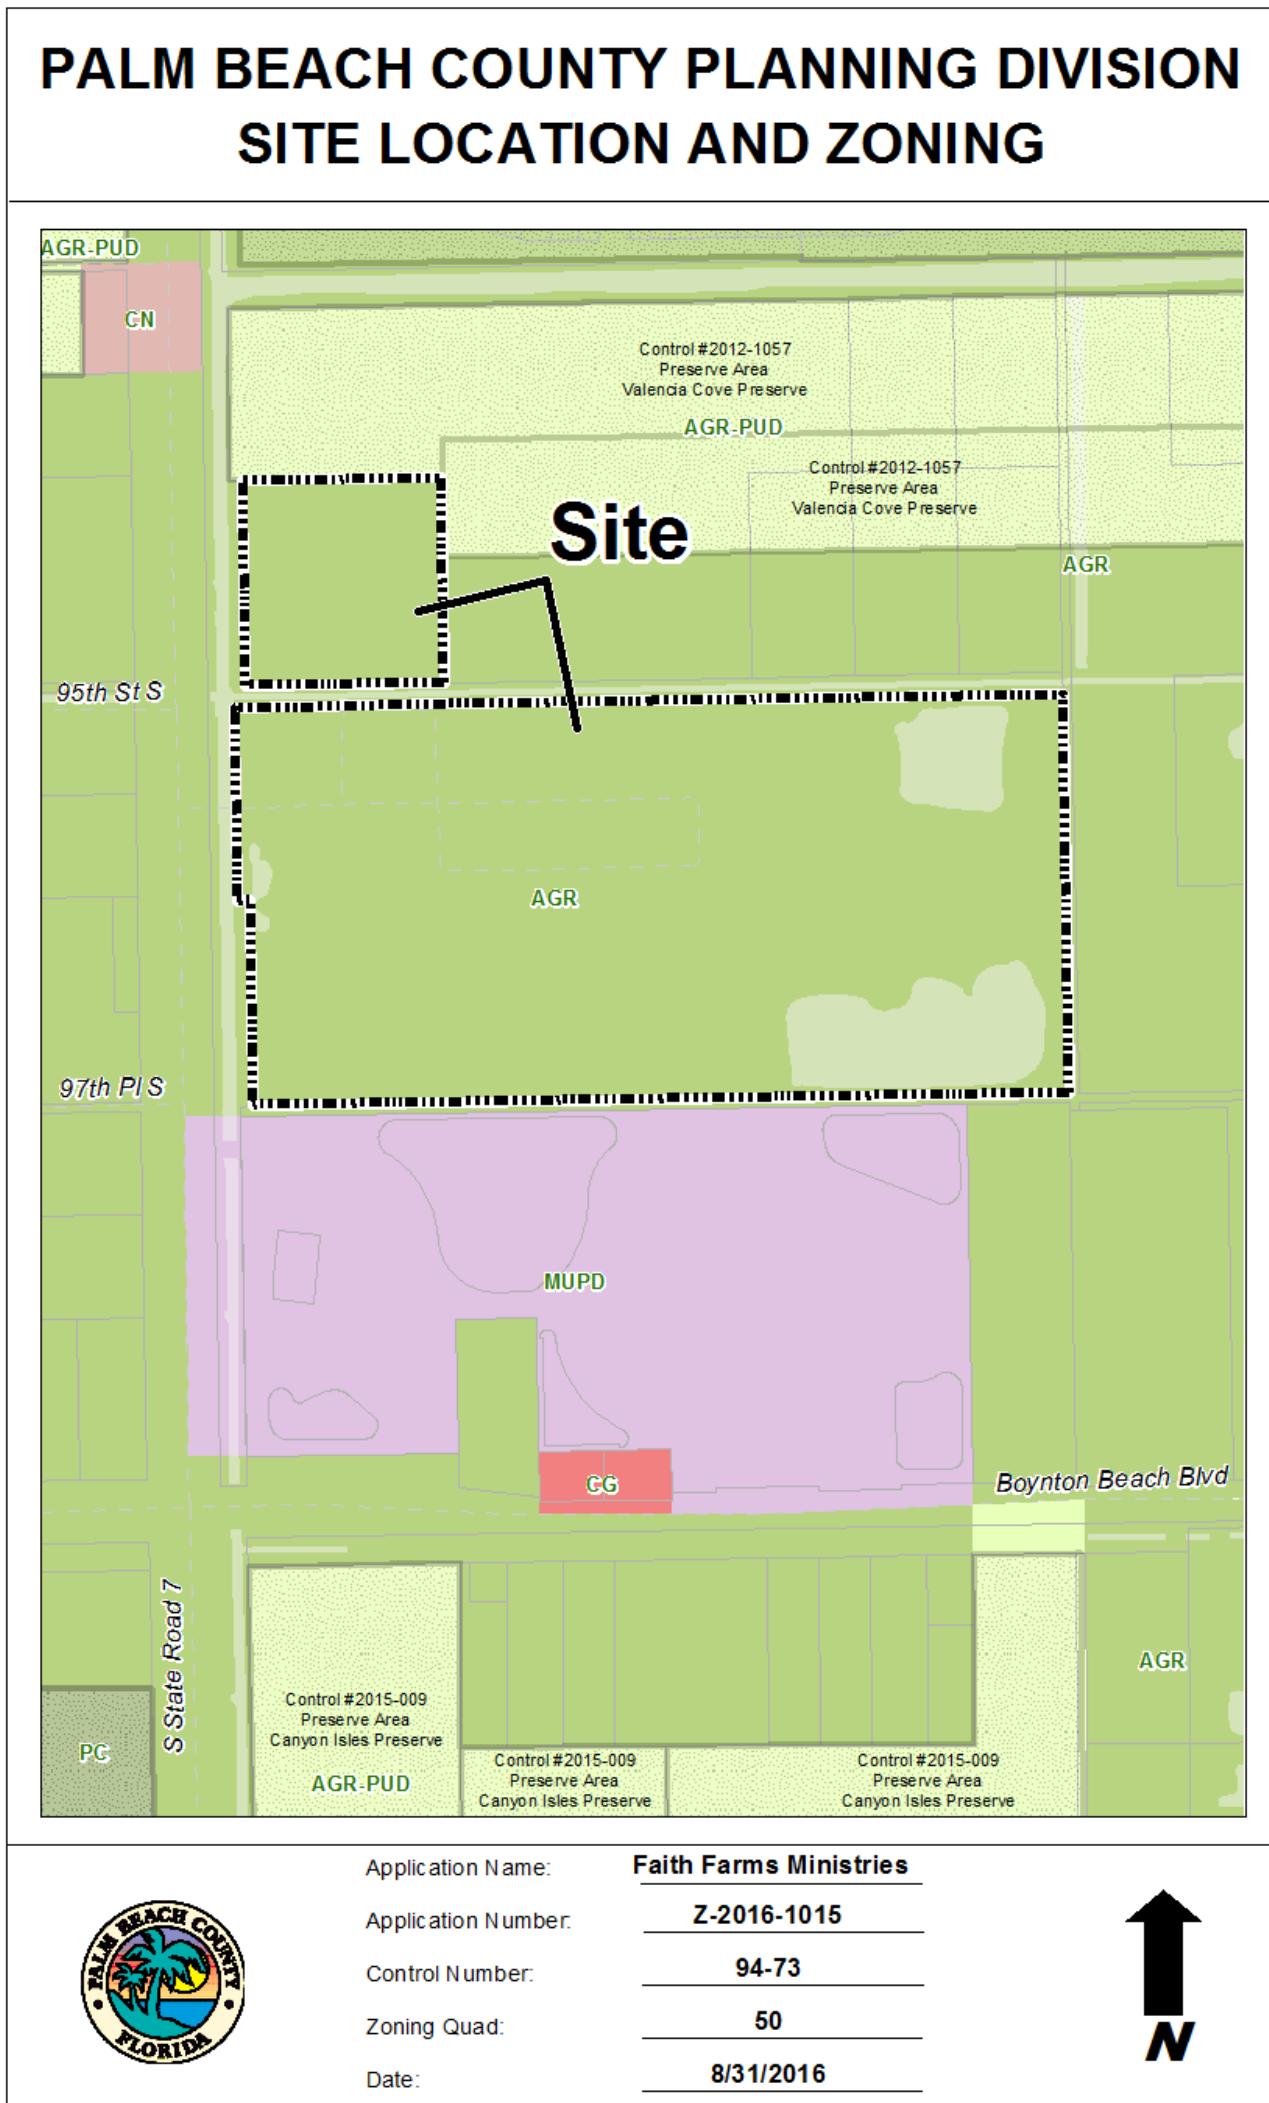 PALM BEACH COUNTY PLANNING DIVISION
SITE LOCATION AND ZONING
AGR-PUD
CN
Control #2012-1057
Preserve Area
Valencia Cove Preserve
AGR-PUD
Control #2012-1057
Preserve Area
Valencia Cove Preserve
Site
AGR
95th St S
AGR
97th Pl S
MUPD
CG
Boynton Beach Blvd
S State Road 7
AGR
Control #2015-009
Preserve Area
Canyon Isles Preserve
PC
AGR-PUD
Control #2015-009
Preserve Area
Canyon Isles Preserve
Control #2015-009
Preserve Area
Canyon Isles Preserve
Application Name: Faith Farms Ministries
Application Number: Z-2016-1015
Control Number: 94-73
Zoning Quad: 50
Date: 8/31/2016
PALM BEACH COUNTY
FLORIDA
N